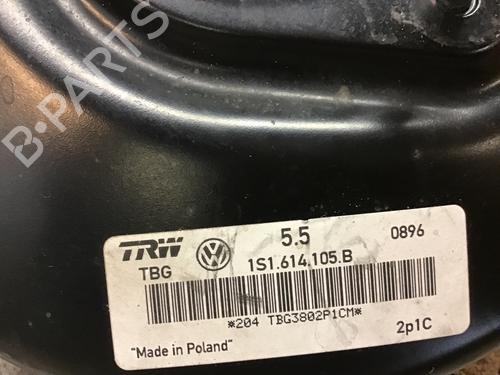 B·PARTS
TRW 5.5 0896
TBG 1S1.614.105.B
*204 TBG3802P1CM*
2p1C
"Made in Poland"